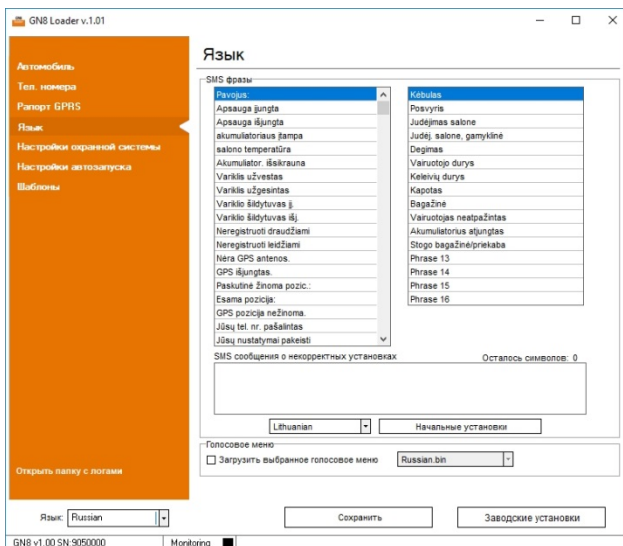 GN8 Loader v.1.01
Автомобиль
Тел. номера
Рапорт GPRS
Язык
Настройки охранной системы
Настройки автозапуска
Шаблоны
Открыть папку с логами
Язык
SMS фразы
Pavojus:
Apsauga įjungta
Apsauga išjungta
akumuliatoriaus įtampa
salono temperatūra
Akumuliator. išsikrauna
Variklis užvestas
Variklis užgesintas
Variklio šildytuvas įj.
Variklio šildytuvas išj.
Neregistruoti draudžiami
Neregistruoti leidžiami
Nėra GPS antenos.
GPS išjungtas.
Paskutinė žinoma pozic.:
Esama pozicija:
GPS pozicija nežinoma.
Jūsų tel. nr. pašalintas
Jūsų nustatymai pakeisti
Kėbulas
Posvyris
Judėjimas salone
Judėj. salone, gamyklinė
Degimas
Vairuotojo durys
Keleivių durys
Kapotas
Bagažinė
Vairuotojas neatpažintas
Akumuliatorius atjungtas
Stogo bagažinė/priekaba
Phrase 13
Phrase 14
Phrase 15
Phrase 16
SMS сообщения о некорректных установках
Осталось символов: 0
Lithuanian
Начальные установки
Голосовое меню
Загрузить выбранное голосовое меню
Russian.bin
Язык: Russian
Сохранить
Заводские установки
GN8 v1.00 SN:9050000
Monitoring